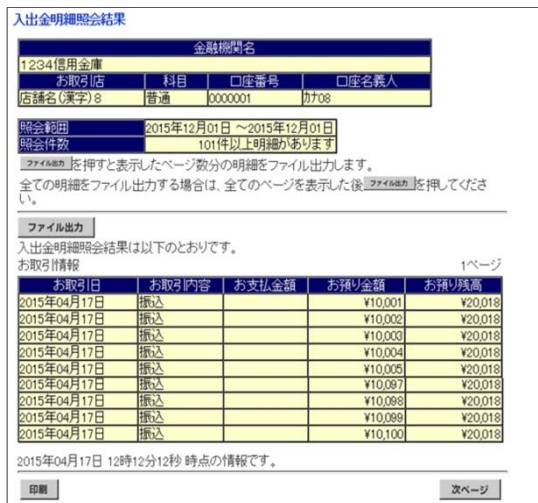 入出金明細照会結果
金融機関名
1234信用金庫
お取引店 科目 口座番号 口座名義人
店舗名(漢字)8 普通 0000001 カナ08
照会範囲 2015年12月01日 ～2015年12月01日
照会件数 101件以上明細があります
ファイル出力 を押すと表示したページ数分の明細をファイル出力します。
全ての明細をファイル出力する場合は、全てのページを表示した後 ファイル出力 を押してくださ
い。
ファイル出力
入出金明細照会結果は以下のとおりです。
お取引情報 1ページ
お取引日 お取引内容 お支払金額 お預り金額 お預り残高
2015年04月17日 振込 ¥10,001 ¥20,018
2015年04月17日 振込 ¥10,002 ¥20,018
2015年04月17日 振込 ¥10,003 ¥20,018
2015年04月17日 振込 ¥10,004 ¥20,018
2015年04月17日 振込 ¥10,005 ¥20,018
2015年04月17日 振込 ¥10,097 ¥20,018
2015年04月17日 振込 ¥10,098 ¥20,018
2015年04月17日 振込 ¥10,099 ¥20,018
2015年04月17日 振込 ¥10,100 ¥20,018
2015年04月17日 12時12分12秒 時点の情報です。
印刷 次ページ